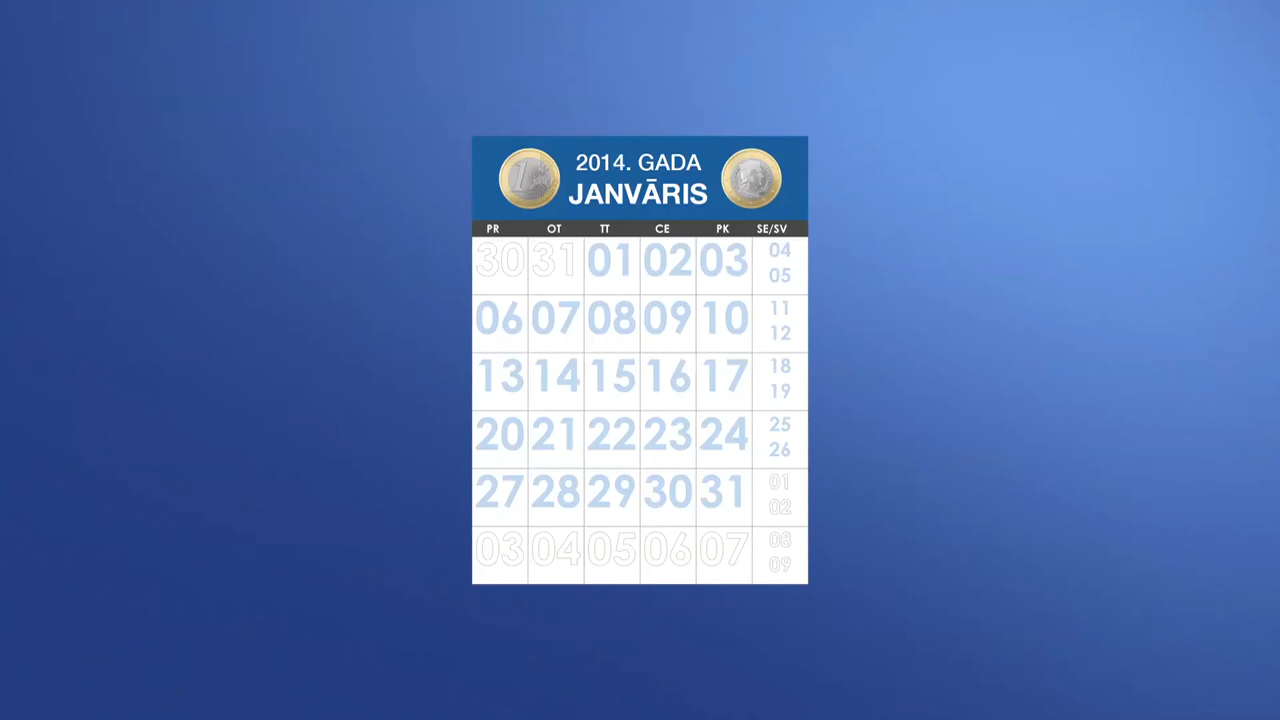 2014. GADA
JANVĀRIS
PR OT TT CE PK SE/SV
30 31 01 02 03 04 05
06 07 08 09 10 11 12
13 14 15 16 17 18 19
20 21 22 23 24 25 26
27 28 29 30 31 01 02
03 04 05 06 07 08 09